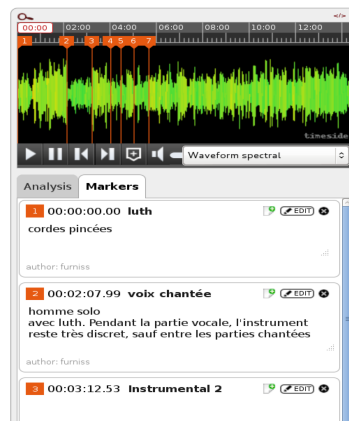 </>
00:00 02:00 04:00 06:00 08:00 10:00 12:00
1 2 3 4 5 6 7
timeside
Waveform spectral
Analysis Markers
1 00:00:00.00 luth EDIT
cordes pincées
author: furniss
2 00:02:07.99 voix chantée EDIT
homme solo
avec luth. Pendant la partie vocale, l'instrument
reste très discret, sauf entre les parties chantées
author: furniss
3 00:03:12.53 Instrumental 2 EDIT